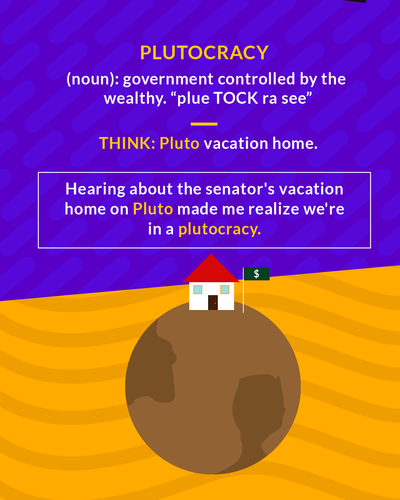 PLUTOCRACY
(noun): government controlled by the
wealthy. “plue TOCK ra see”
THINK: Pluto vacation home.
Hearing about the senator's vacation
home on Pluto made me realize we're
in a plutocracy.
$